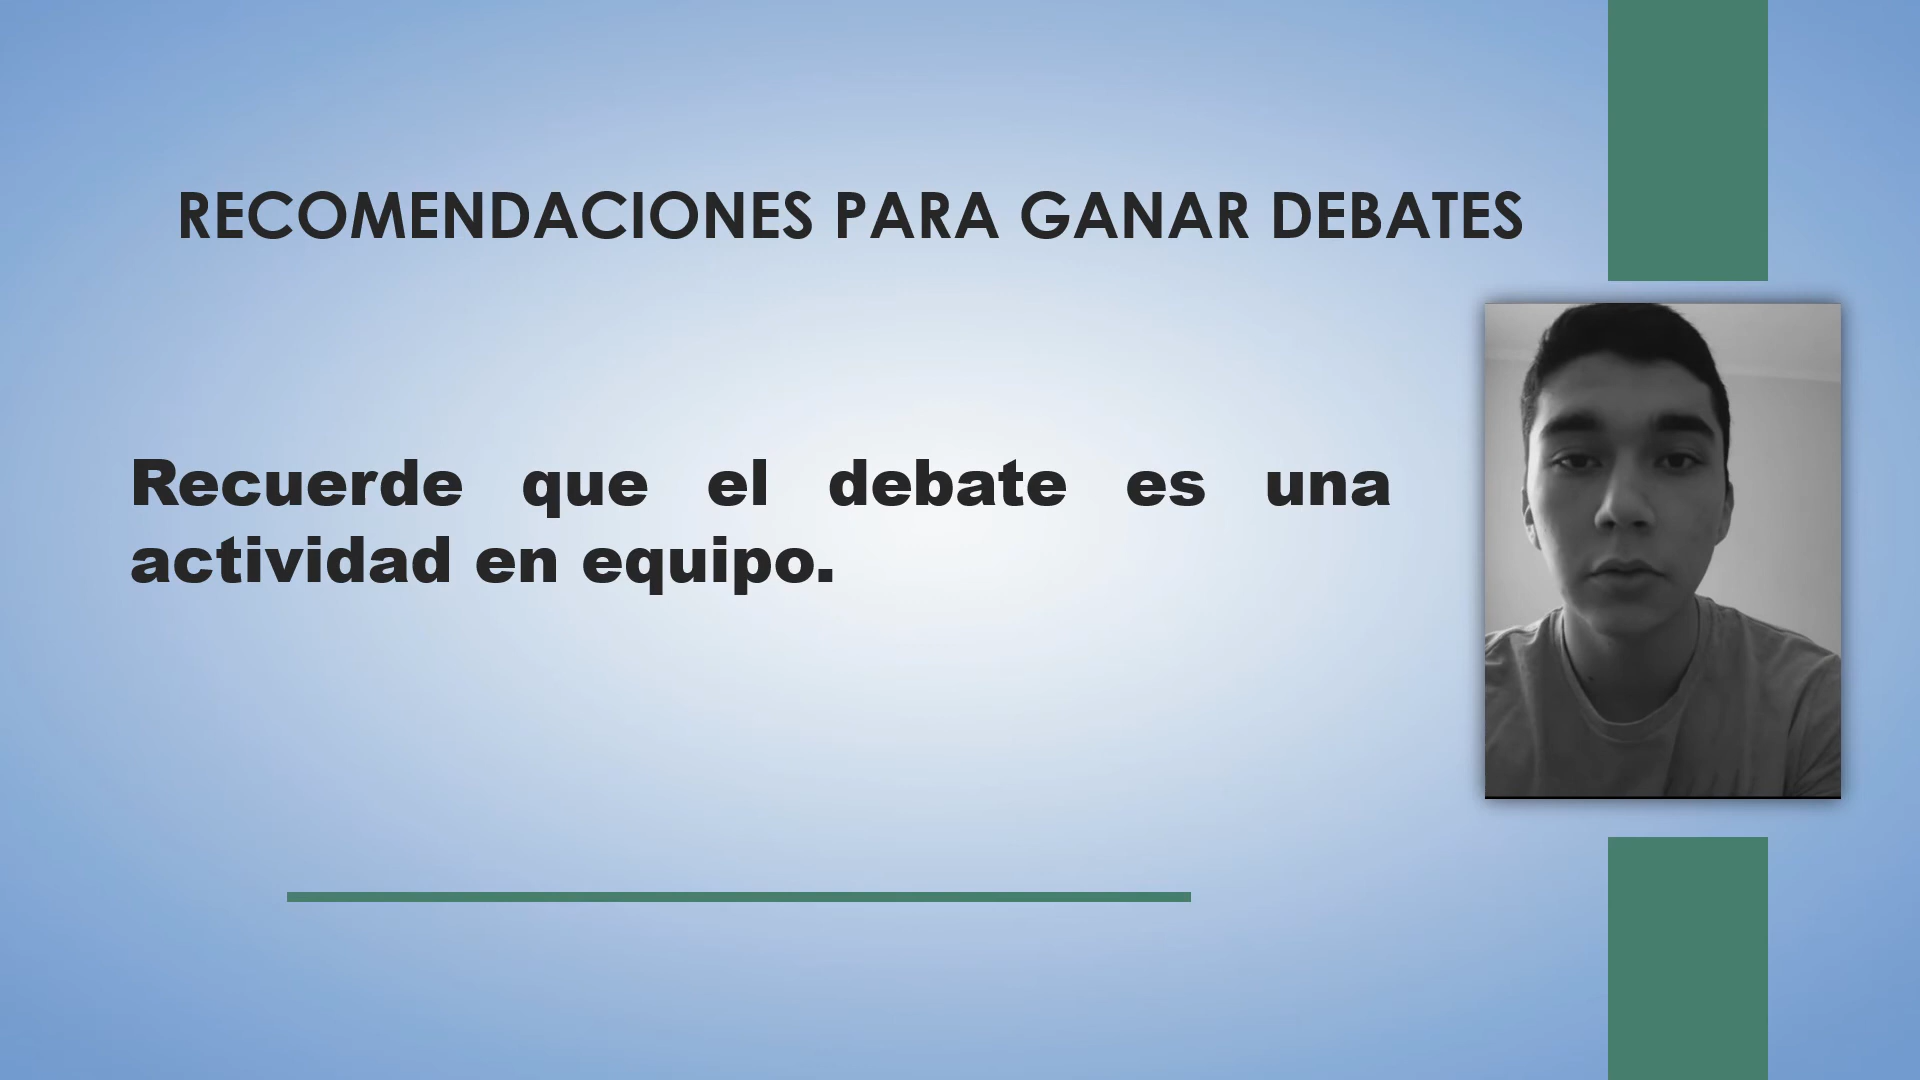 RECOMENDACIONES PARA GANAR DEBATES
Recuerde que el debate es una
actividad en equipo.